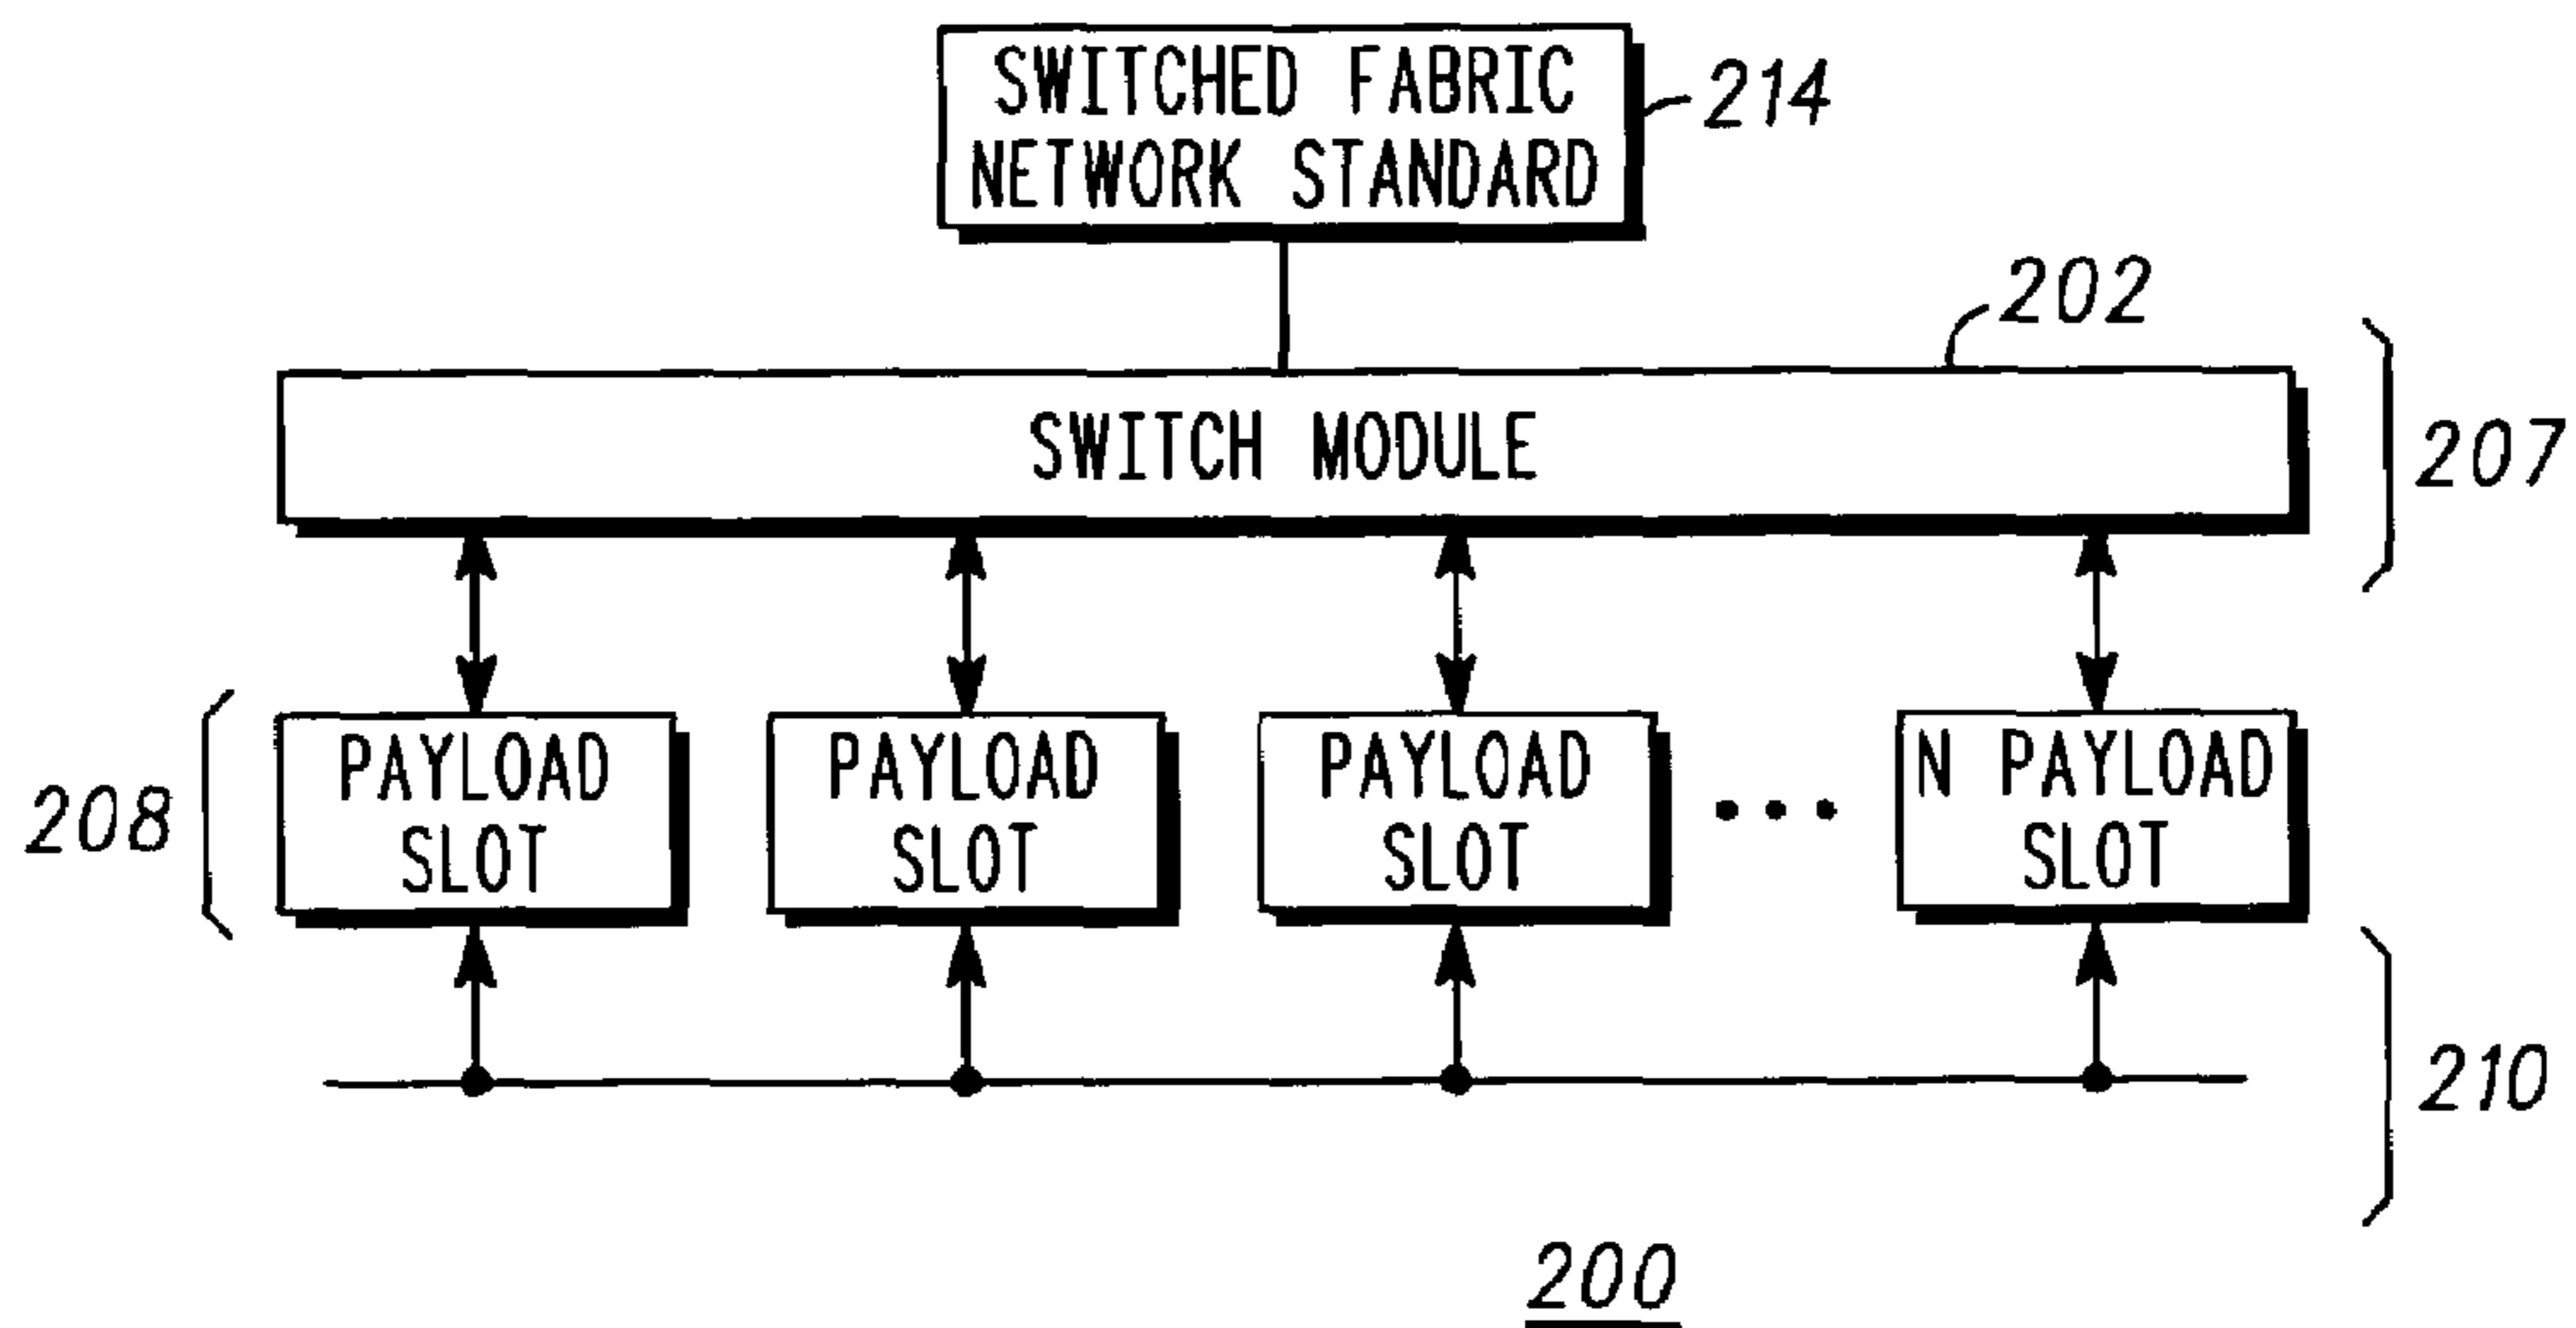 SWITCHED FABRIC
NETWORK STANDARD
214
202
SWITCH MODULE
207
208
PAYLOAD
SLOT
PAYLOAD
SLOT
PAYLOAD
SLOT
N PAYLOAD
SLOT
210
200